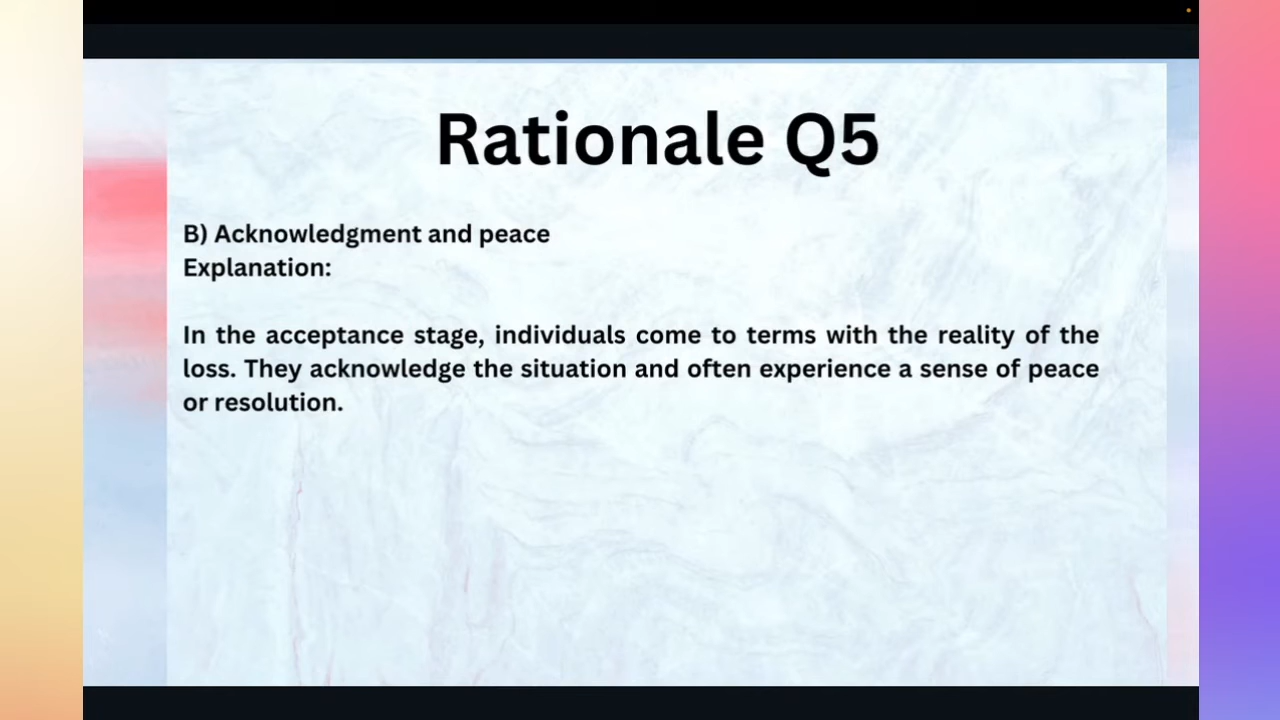 Rationale Q5
B) Acknowledgment and peace
Explanation:
In the acceptance stage, individuals come to terms with the reality of the
loss. They acknowledge the situation and often experience a sense of peace
or resolution.